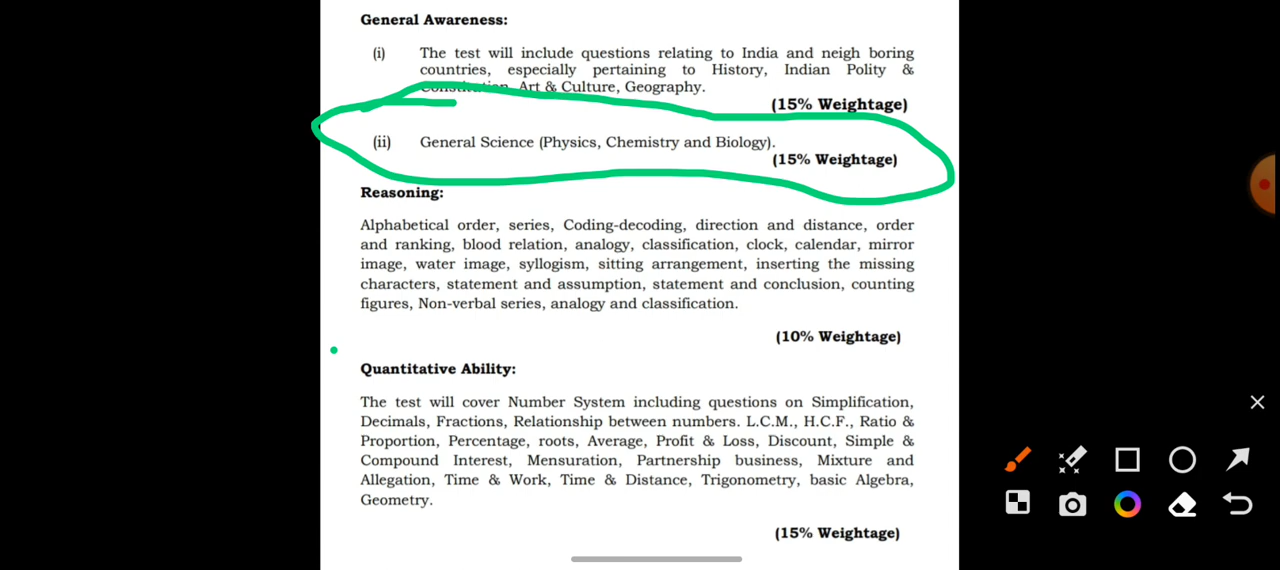 General Awareness:
(i) The test will include questions relating to India and neigh boring
countries, especially pertaining to History, Indian Polity &
Constitution, Art & Culture, Geography.
(15% Weightage)
(ii) General Science (Physics, Chemistry and Biology).
(15% Weightage)
Reasoning:
Alphabetical order, series, Coding-decoding, direction and distance, order
and ranking, blood relation, analogy, classification, clock, calendar, mirror
image, water image, syllogism, sitting arrangement, inserting the missing
characters, statement and assumption, statement and conclusion, counting
figures, Non-verbal series, analogy and classification.
(10% Weightage)
Quantitative Ability:
The test will cover Number System including questions on Simplification,
Decimals, Fractions, Relationship between numbers. L.C.M., H.C.F., Ratio &
Proportion, Percentage, roots, Average, Profit & Loss, Discount, Simple &
Compound Interest, Mensuration, Partnership business, Mixture and
Allegation, Time & Work, Time & Distance, Trigonometry, basic Algebra,
Geometry.
(15% Weightage)